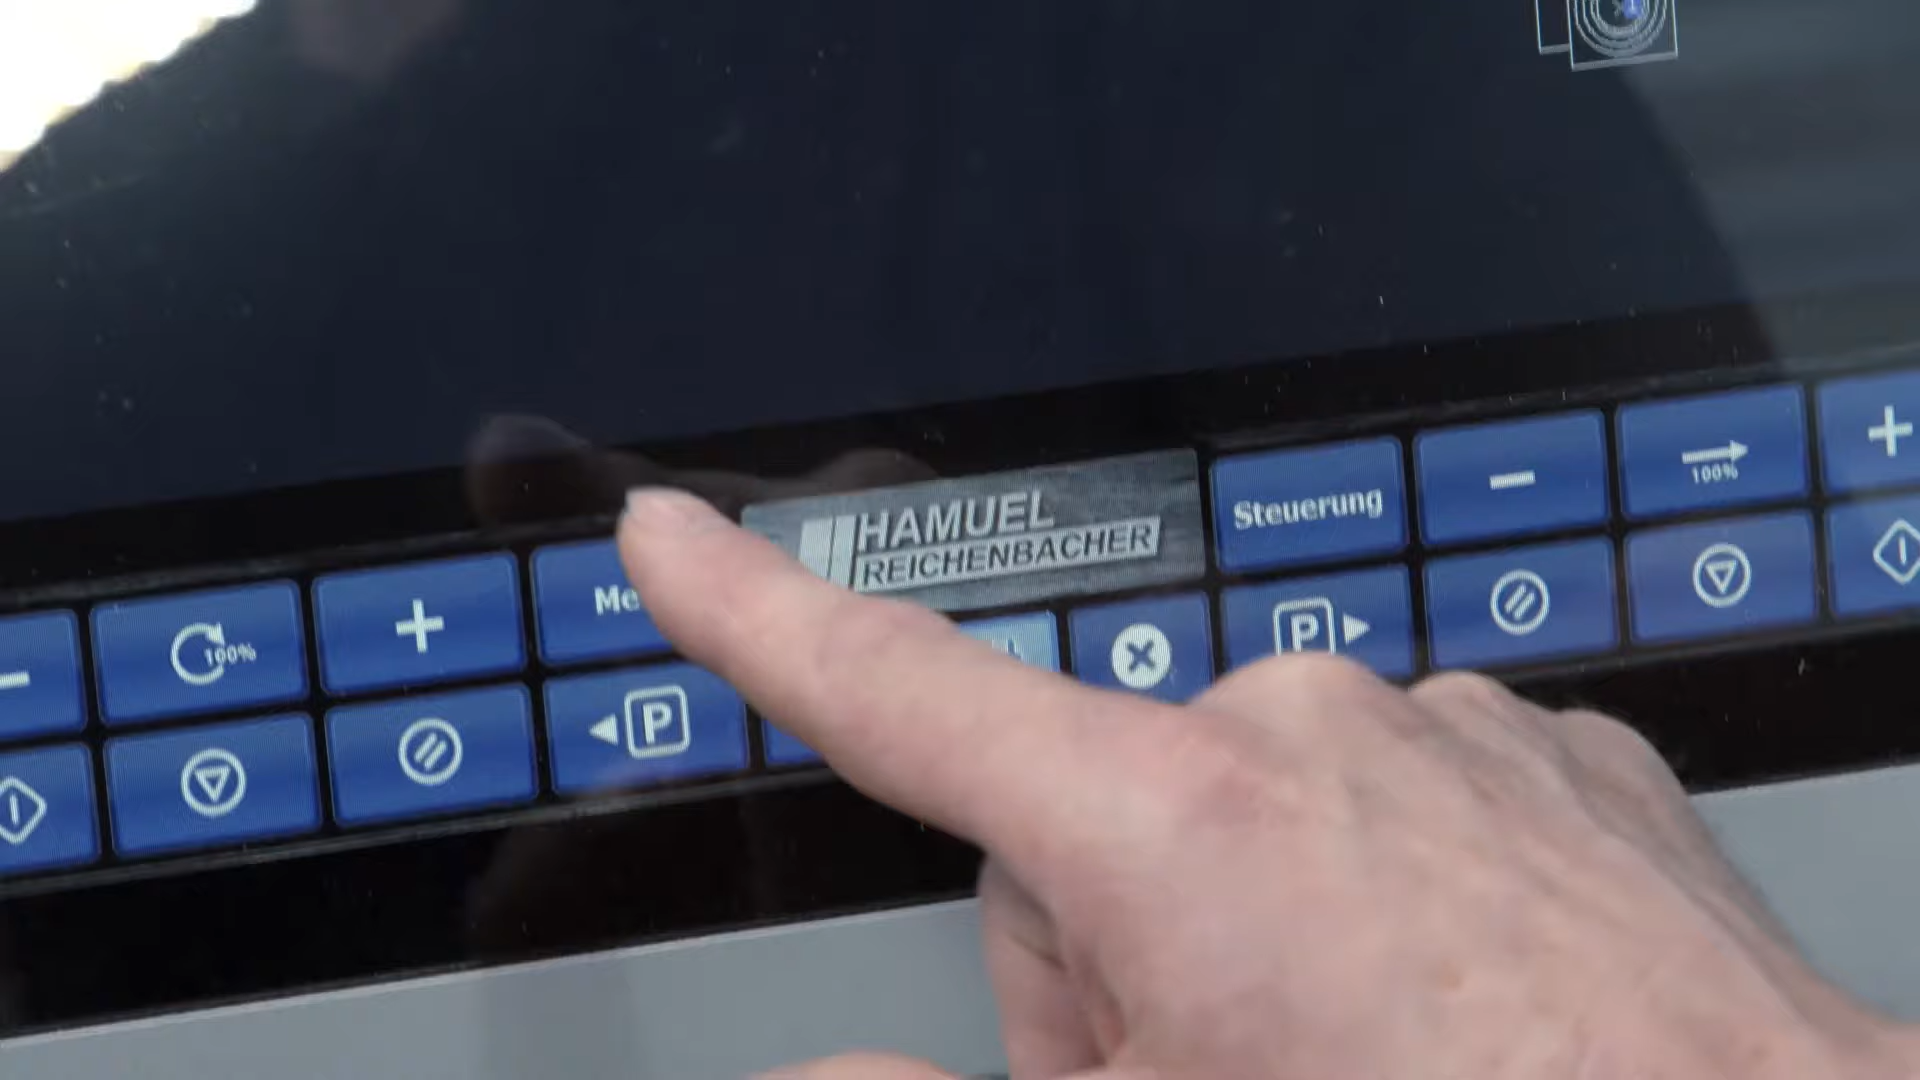 HAMUEL
REICHENBACHER
Steuerung
100%
100%
P
P